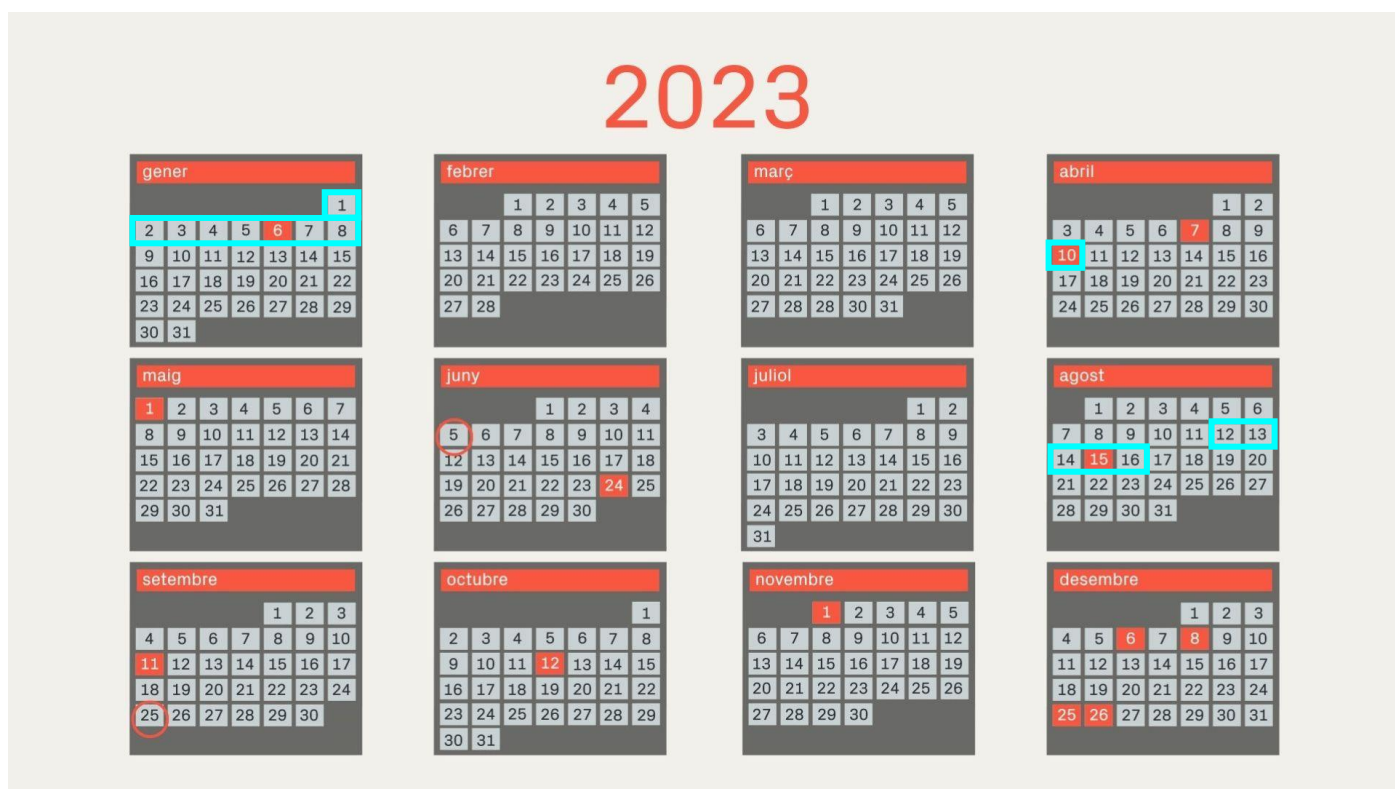 2023
gener
1
2 3 4 5 6 7 8
9 10 11 12 13 14 15
16 17 18 19 20 21 22
23 24 25 26 27 28 29
30 31
febrer
1 2 3 4 5
6 7 8 9 10 11 12
13 14 15 16 17 18 19
20 21 22 23 24 25 26
27 28
març
1 2 3 4 5
6 7 8 9 10 11 12
13 14 15 16 17 18 19
20 21 22 23 24 25 26
27 28 28 30 31
abril
1 2
3 4 5 6 7 8 9
10 11 12 13 14 15 16
17 18 19 20 21 22 23
24 25 26 27 28 29 30
maig
1 2 3 4 5 6 7
8 9 10 11 12 13 14
15 16 17 18 19 20 21
22 23 24 25 26 27 28
29 30 31
juny
1 2 3 4
5 6 7 8 9 10 11
12 13 14 15 16 17 18
19 20 21 22 23 24 25
26 27 28 29 30
juliol
1 2
3 4 5 6 7 8 9
10 11 12 13 14 15 16
17 18 19 20 21 22 23
24 25 26 27 28 29 30
31
agost
1 2 3 4 5 6
7 8 9 10 11 12 13
14 15 16 17 18 19 20
21 22 23 24 25 26 27
28 29 30 31
setembre
1 2 3
4 5 6 7 8 9 10
11 12 13 14 15 16 17
18 19 20 21 22 23 24
25 26 27 28 29 30
octubre
1
2 3 4 5 6 7 8
9 10 11 12 13 14 15
16 17 18 19 20 21 22
23 24 25 26 27 28 29
30 31
novembre
1 2 3 4 5
6 7 8 9 10 11 12
13 14 15 16 17 18 19
20 21 22 23 24 25 26
27 28 29 30
desembre
1 2 3
4 5 6 7 8 9 10
11 12 13 14 15 16 17
18 19 20 21 22 23 24
25 26 27 28 29 30 31